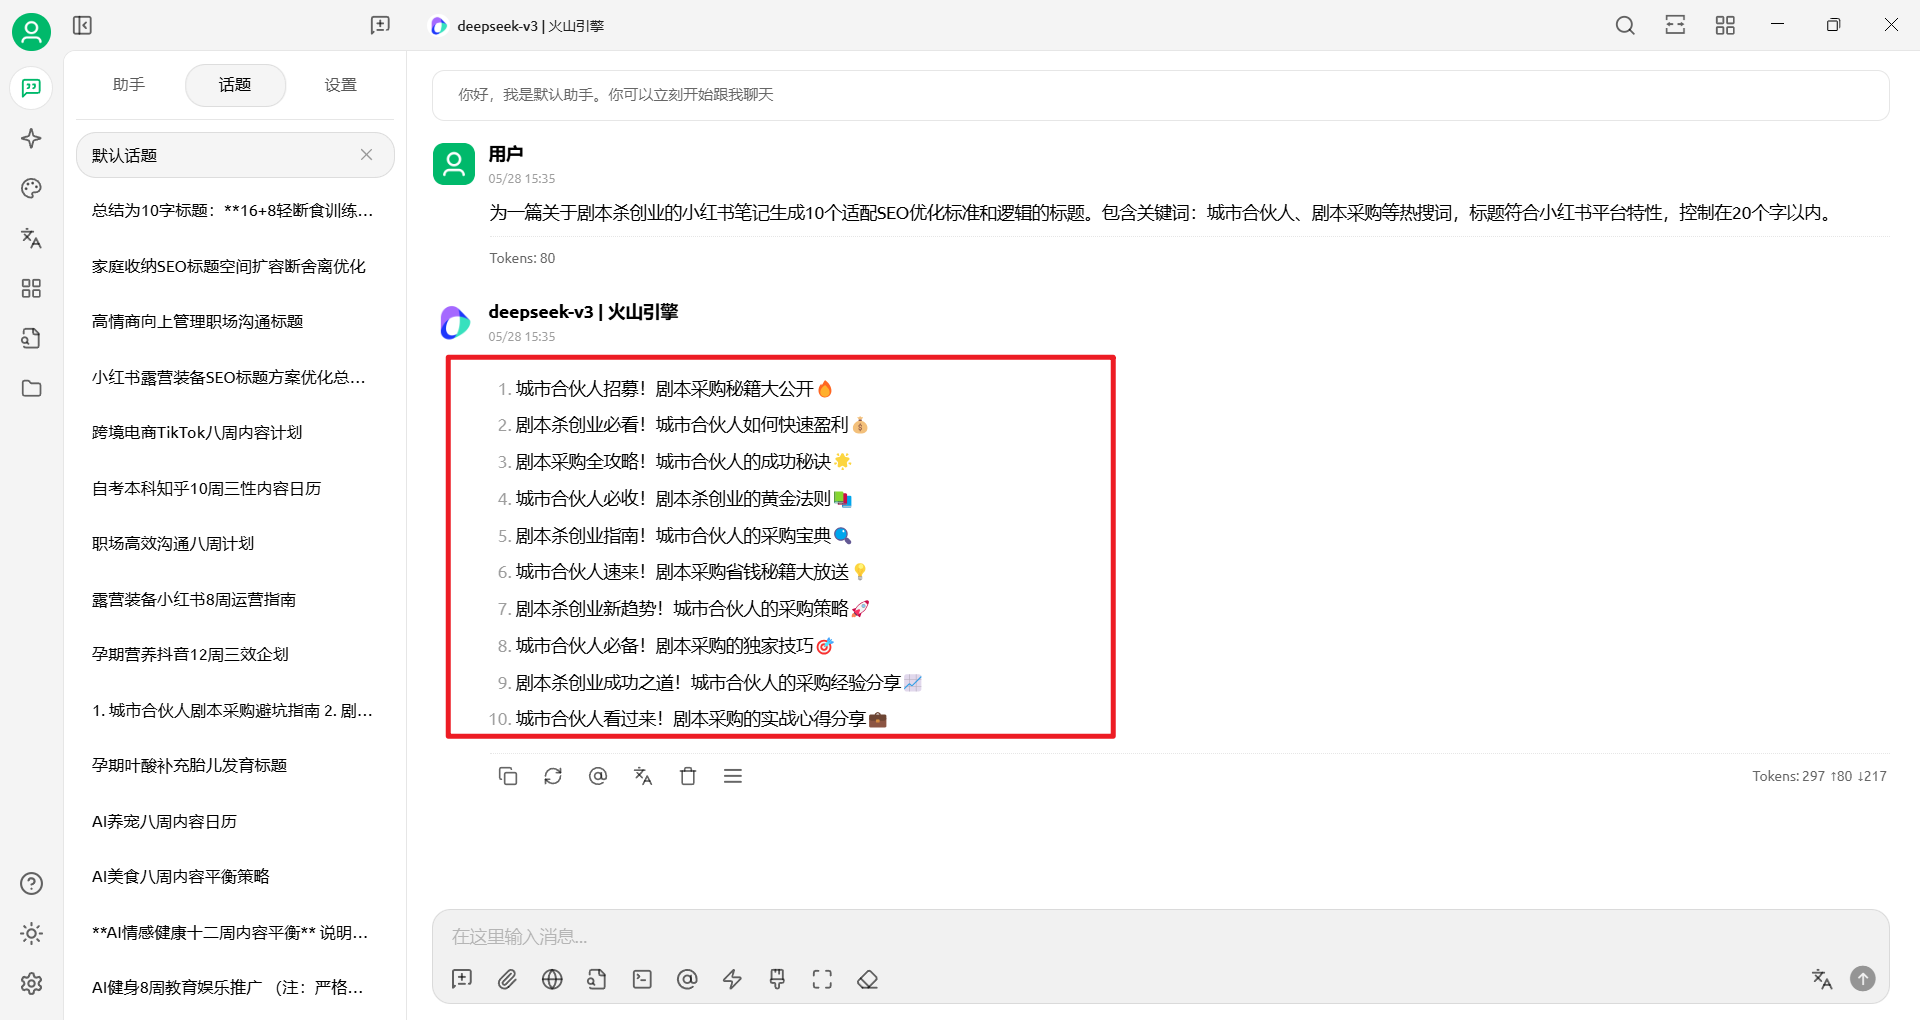 deepseek-v3 | 火山引擎
助手
话题
设置
默认话题
总结为10字标题：**16+8轻断食训练...
家庭收纳SEO标题空间扩容断舍离优化
高情商向上管理职场沟通标题
小红书露营装备SEO标题方案优化总...
跨境电商TikTok八周内容计划
自考本科知乎10周三性内容日历
职场高效沟通八周计划
露营装备小红书8周运营指南
孕期营养抖音12周三效企划
1. 城市合伙人剧本采购避坑指南 2. 剧...
孕期叶酸补充胎儿发育标题
AI养宠八周内容日历
AI美食八周内容平衡策略
**AI情感健康十二周内容平衡** 说明...
AI健身8周教育娱乐推广 （注：严格...
你好，我是默认助手。你可以立刻开始跟我聊天
用户
05/28 15:35
为一篇关于剧本杀创业的小红书笔记生成10个适配SEO优化标准和逻辑的标题。包含关键词：城市合伙人、剧本采购等热搜词，标题符合小红书平台特性，控制在20个字以内。
Tokens: 80
deepseek-v3 | 火山引擎
05/28 15:35
1. 城市合伙人招募！剧本采购秘籍大公开🔥
2. 剧本杀创业必看！城市合伙人如何快速盈利💰
3. 剧本采购全攻略！城市合伙人的成功秘诀🌟
4. 城市合伙人必收！剧本杀创业的黄金法则📚
5. 剧本杀创业指南！城市合伙人的采购宝典🔍
6. 城市合伙人速来！剧本采购省钱秘籍大放送💡
7. 剧本杀创业新趋势！城市合伙人的采购策略🚀
8. 城市合伙人必备！剧本采购的独家技巧🎯
9. 剧本杀创业成功之道！城市合伙人的采购经验分享📈
10. 城市合伙人看过来！剧本采购的实战心得分享💼
Tokens: 297 ↑80 ↓217
在这里输入消息...